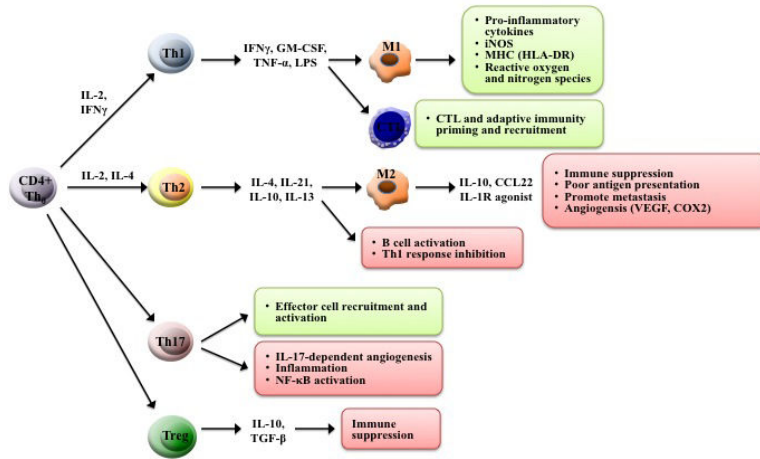 Th1
IL-2,
IFNγ
IFNγ, GM-CSF,
TNF-α, LPS
M1
• Pro-inflammatory
cytokines
• iNOS
• MHC (HLA-DR)
• Reactive oxygen
and nitrogen species
CTL
• CTL and adaptive immunity
priming and recruitment
CD4+
Th0
IL-2, IL-4
Th2
IL-4, IL-21,
IL-10, IL-13
M2
IL-10, CCL22
IL-1R agonist
• Immune suppression
• Poor antigen presentation
• Promote metastasis
• Angiogensis (VEGF, COX2)
• B cell activation
• Th1 response inhibition
Th17
• Effector cell recruitment and
activation
• IL-17-dependent angiogenesis
• Inflammation
• NF-κB activation
Treg
IL-10,
TGF-β
Immune
suppression